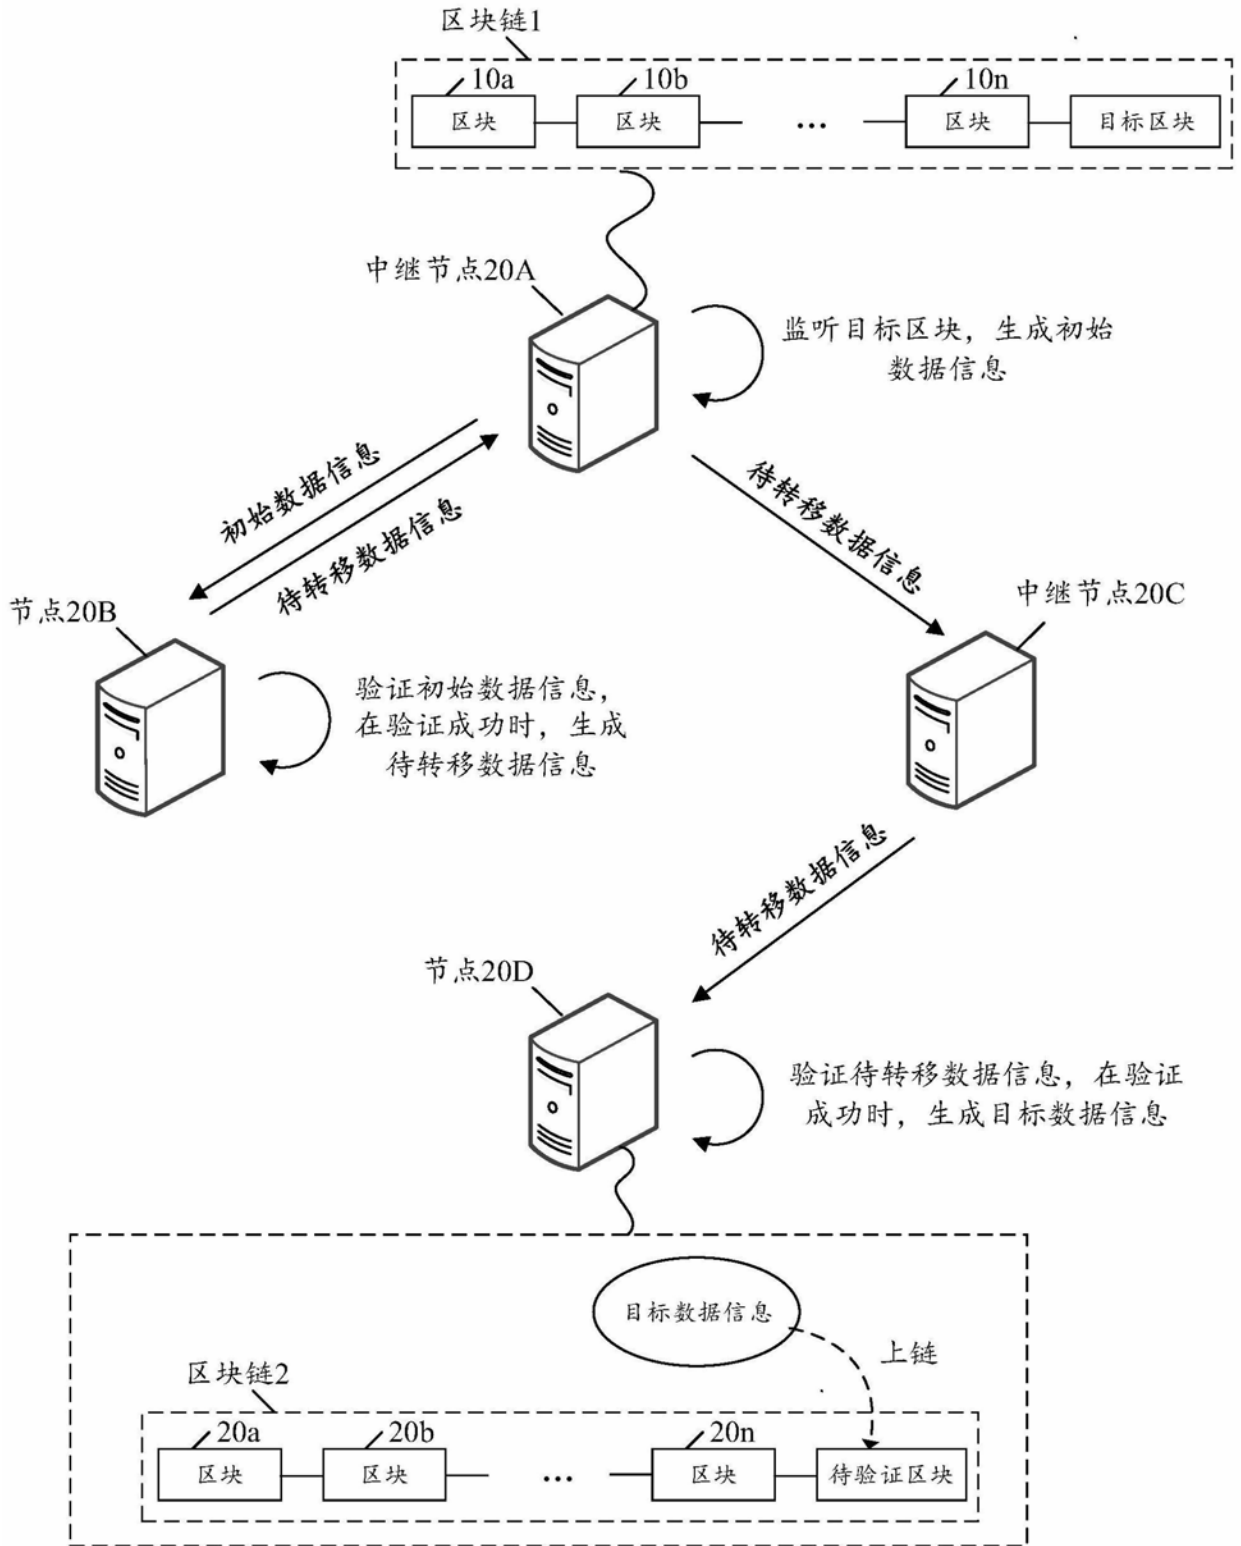 区块链1
10a
10b
10n
区块
区块
...
区块
目标区块
中继节点20A
监听目标区块，生成初始
数据信息
初始数据信息
待转移数据信息
待转移数据信息
节点20B
中继节点20C
验证初始数据信息，
在验证成功时，生成
待转移数据信息
待转移数据信息
节点20D
验证待转移数据信息，在验证
成功时，生成目标数据信息
目标数据信息
上链
区块链2
20a
20b
20n
区块
区块
...
区块
待验证区块